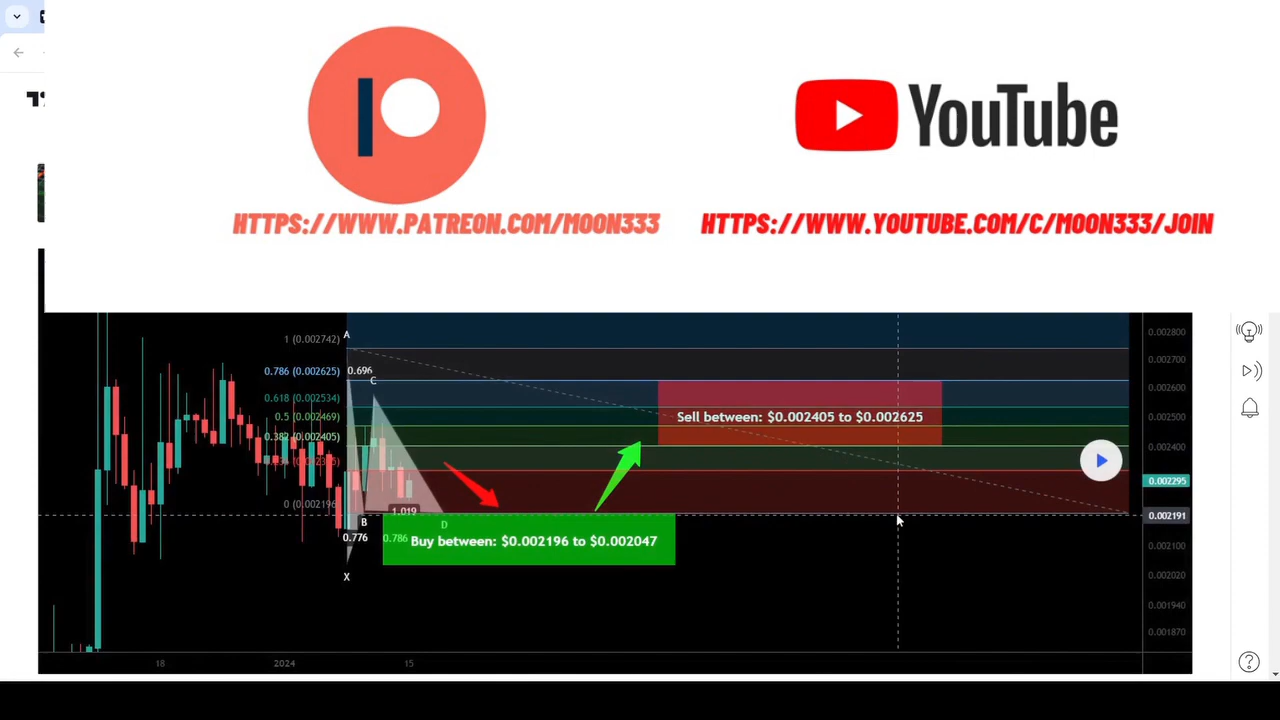 YouTube
HTTPS://WWW.PATREON.COM/MOON333
HTTPS://WWW.YOUTUBE.COM/C/MOON333/JOIN
1 (0.002742)
A
0.002800
0.002700
0.786 (0.002625)
0.696
C
0.002600
0.618 (0.002534)
0.5 (0.002469)
Sell between: $0.002405 to $0.002625
0.002500
0.382 (0.002405)
0.002400
0.002295
0 (0.002196)
1.019
0.002191
B
D
0.776
0.786
Buy between: $0.002196 to $0.002047
0.002100
X
0.002020
0.001940
0.001870
18
2024
15